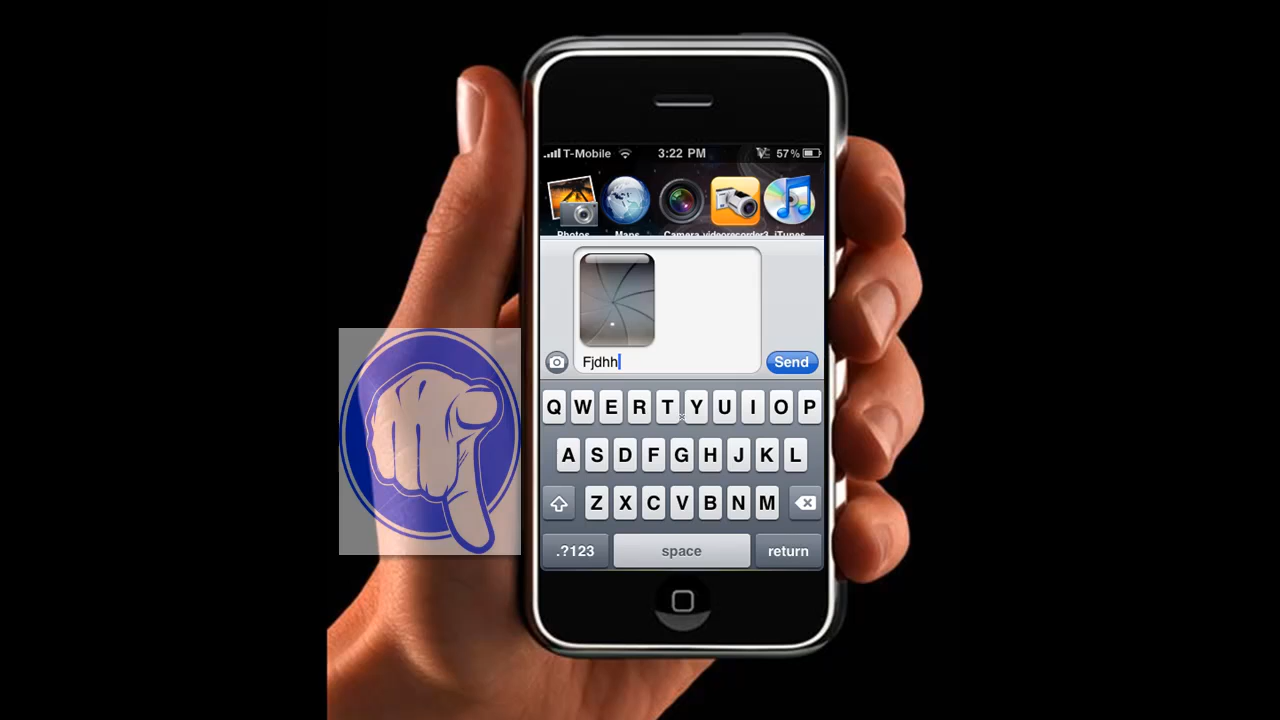 T-Mobile 3:22 PM 57%
Photos Maps Camera videorecorder3 iTunes
Fjdhh Send
Q W E R T Y U I O P
A S D F G H J K L
Z X C V B N M
.?123 space return